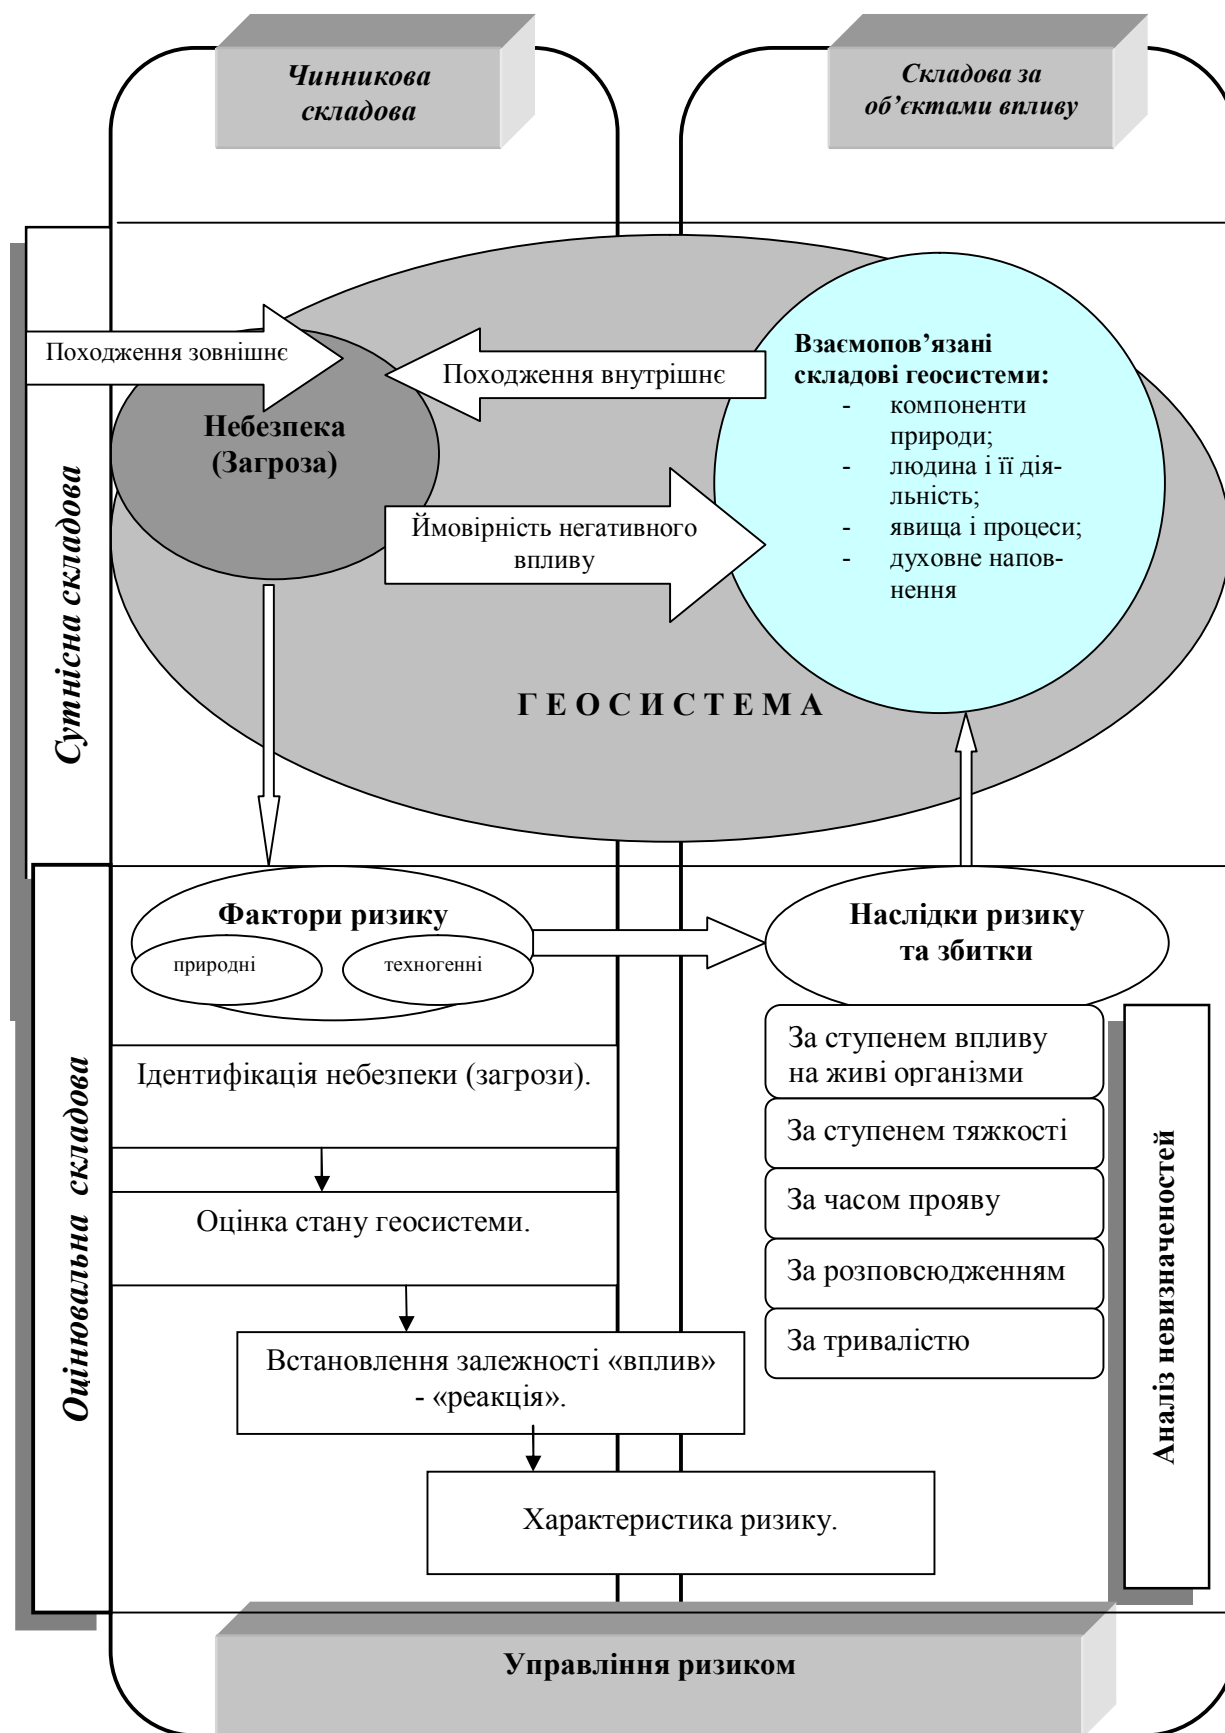 Чинникова
складова
Складова за
об’єктами впливу
Сутнісна складова
Походження зовнішнє
Походження внутрішнє
Небезпека
(Загроза)
Ймовірність негативного
впливу
Взаємопов’язані
складові геосистеми:
- компоненти
природи;
- людина і її дія-
льність;
- явища і процеси;
- духовне напов-
нення
Г Е О С И С Т Е М А
Оцінювальна складова
Фактори ризику
природні
техногенні
Наслідки ризику
та збитки
Ідентифікація небезпеки (загрози).
Оцінка стану геосистеми.
Встановлення залежності «вплив»
- «реакція».
Характеристика ризику.
За ступенем впливу
на живі організми
За ступенем тяжкості
За часом прояву
За розповсюдженням
За тривалістю
Аналіз невизначеностей
Управління ризиком